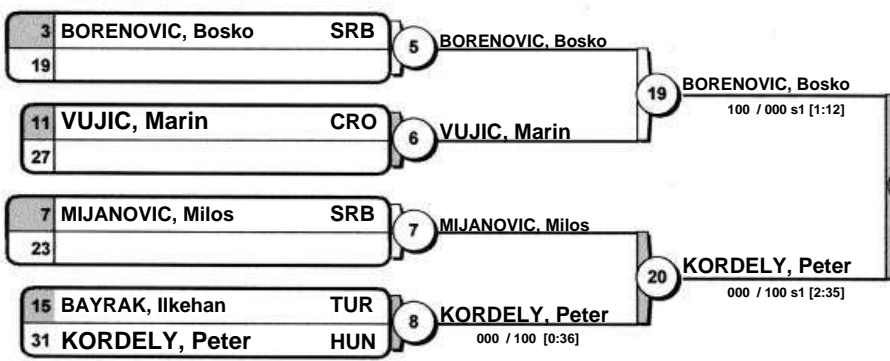 3 BORENOVIC, Bosko SRB
19
5
BORENOVIC, Bosko
11 VUJIC, Marin CRO
27
6
VUJIC, Marin
19
BORENOVIC, Bosko
100 / 000 s1 [1:12]
7 MIJANOVIC, Milos SRB
23
7
MIJANOVIC, Milos
15 BAYRAK, Ilkehan TUR
31 KORDELY, Peter HUN
8
KORDELY, Peter
000 / 100 [0:36]
20
KORDELY, Peter
000 / 100 s1 [2:35]